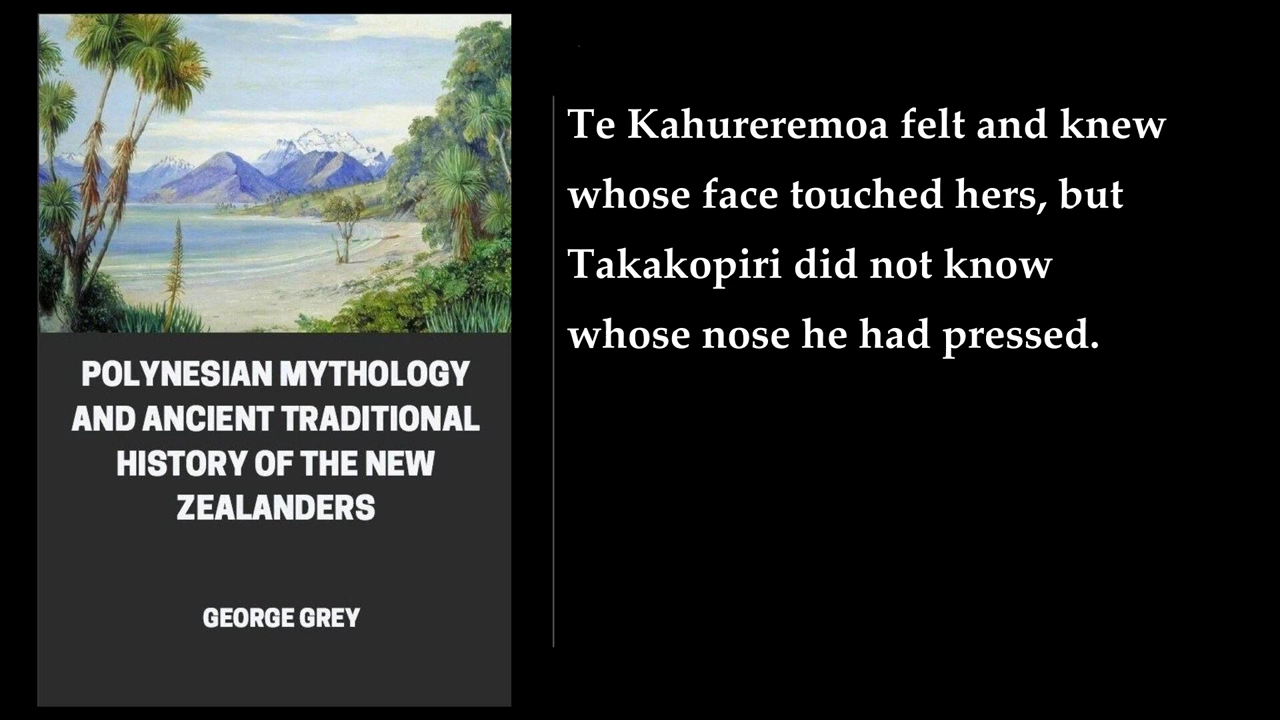 POLYNESIAN MYTHOLOGY
AND ANCIENT TRADITIONAL
HISTORY OF THE NEW
ZEALANDERS
GEORGE GREY
Te Kahureremoa felt and knew
whose face touched hers, but
Takakopiri did not know
whose nose he had pressed.